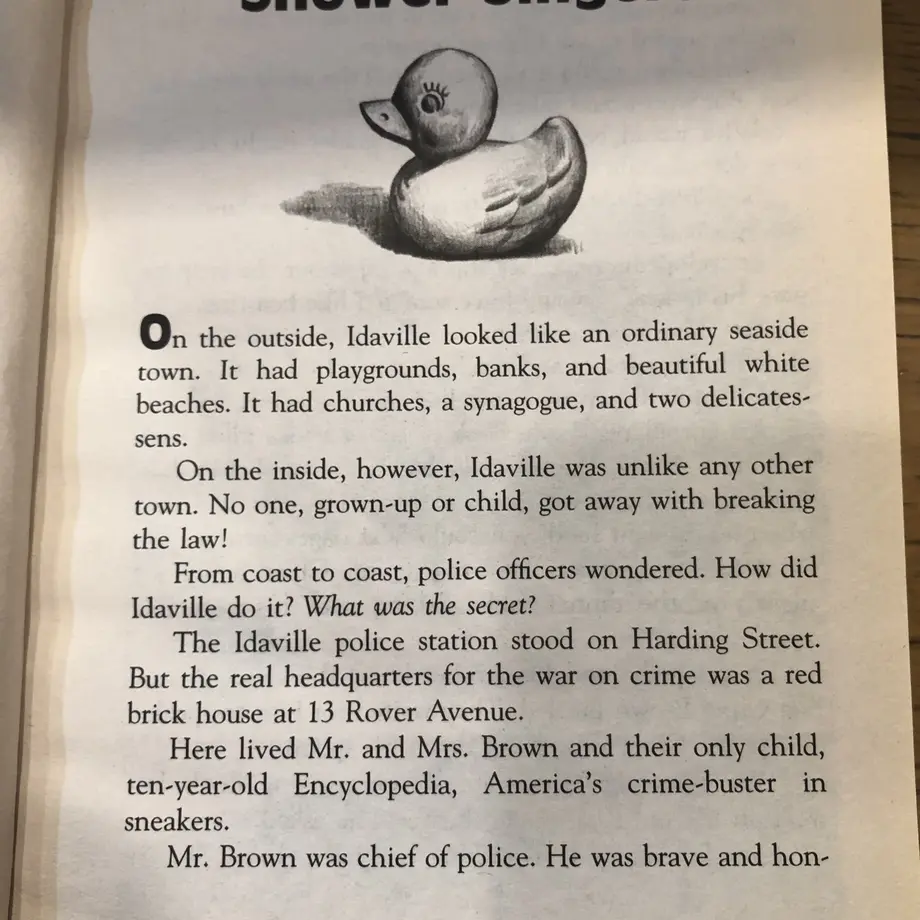 On the outside, Idaville looked like an ordinary seaside
town. It had playgrounds, banks, and beautiful white
beaches. It had churches, a synagogue, and two delicates-
sens.
On the inside, however, Idaville was unlike any other
town. No one, grown-up or child, got away with breaking
the law!
From coast to coast, police officers wondered. How did
Idaville do it? What was the secret?
The Idaville police station stood on Harding Street.
But the real headquarters for the war on crime was a red
brick house at 13 Rover Avenue.
Here lived Mr. and Mrs. Brown and their only child,
ten-year-old Encyclopedia, America's crime-buster in
sneakers.
Mr. Brown was chief of police. He was brave and hon-